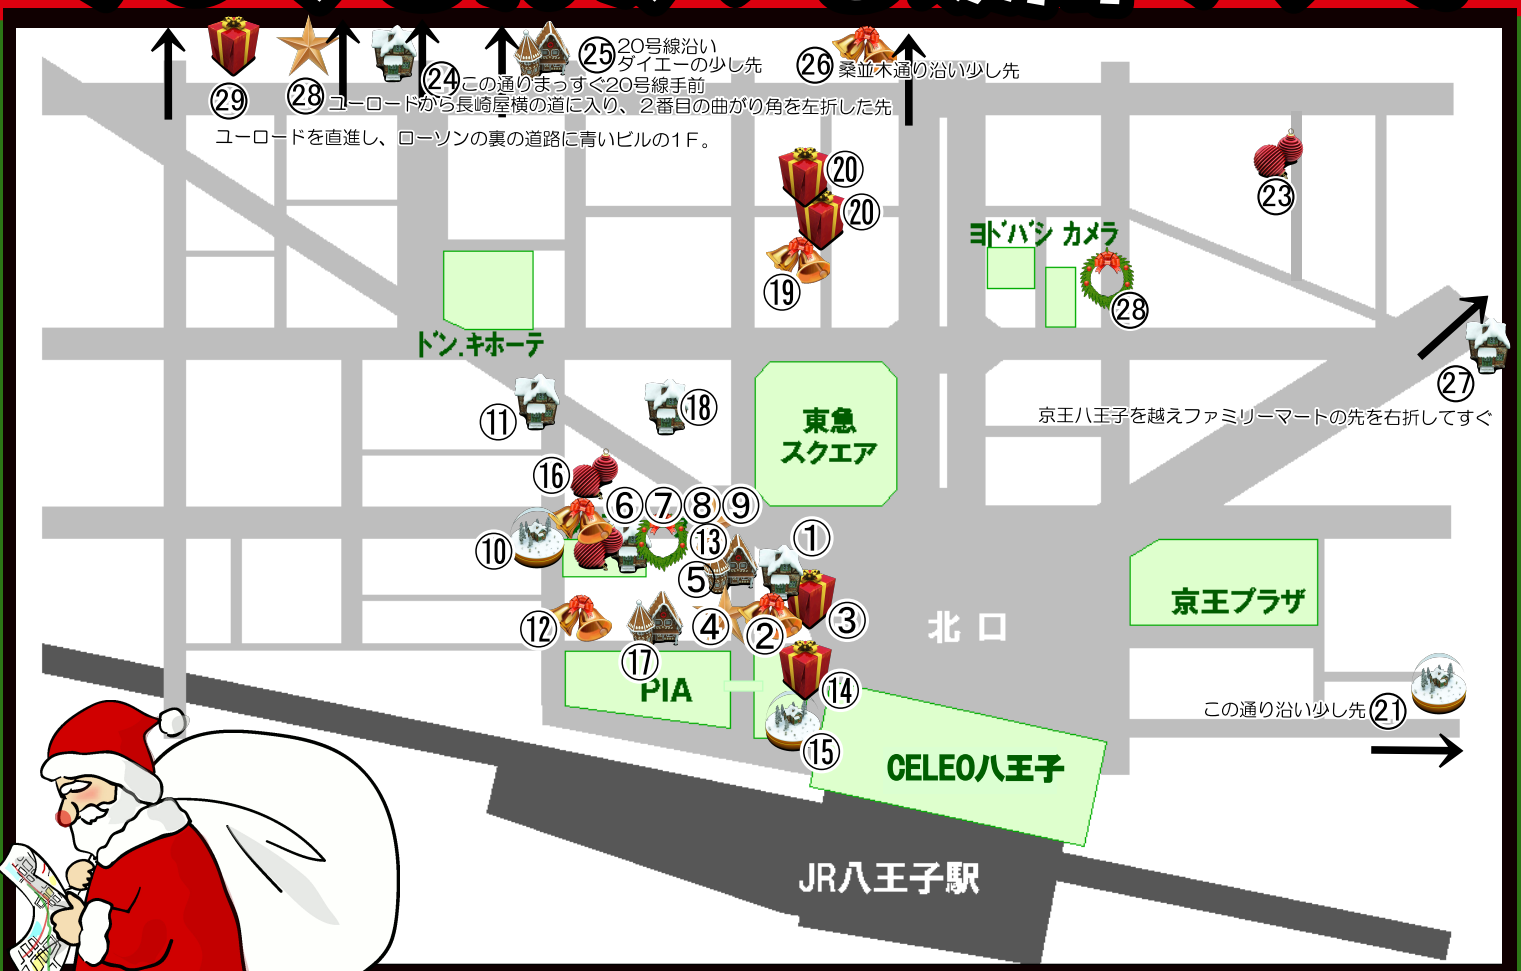 ㉙
㉘
㉔
㉕
20号線沿い
ダイエーの少し先
㉖
桑並木通り沿い少し先
この通りまっすぐ20号線手前
ユーロードから長崎屋横の道に入り、２番目の曲がり角を左折した先
ユーロードを直進し、ローソンの裏の道路に青いビルの１Ｆ。
⑳
⑳
㉓
ヨドバシ カメラ
⑲
㉘
ドン.キホーテ
㉗
京王八王子を越えファミリーマートの先を右折してすぐ
⑪
⑱
東急
スクエア
⑯
⑥
⑦
⑧
⑨
⑩
⑬
①
⑤
京王プラザ
⑫
④
②
③
北 口
⑰
PIA
⑭
この通り沿い少し先
㉑
⑮
CELEO八王子
JR八王子駅